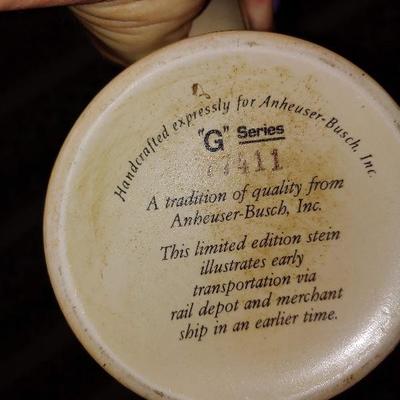 Handcrafted expressly for Anheuser-Busch, Inc.
"G" Series
77411
A tradition of quality from
Anheuser-Busch, Inc.
This limited edition stein
illustrates early
transportation via
rail depot and merchant
ship in an earlier time.